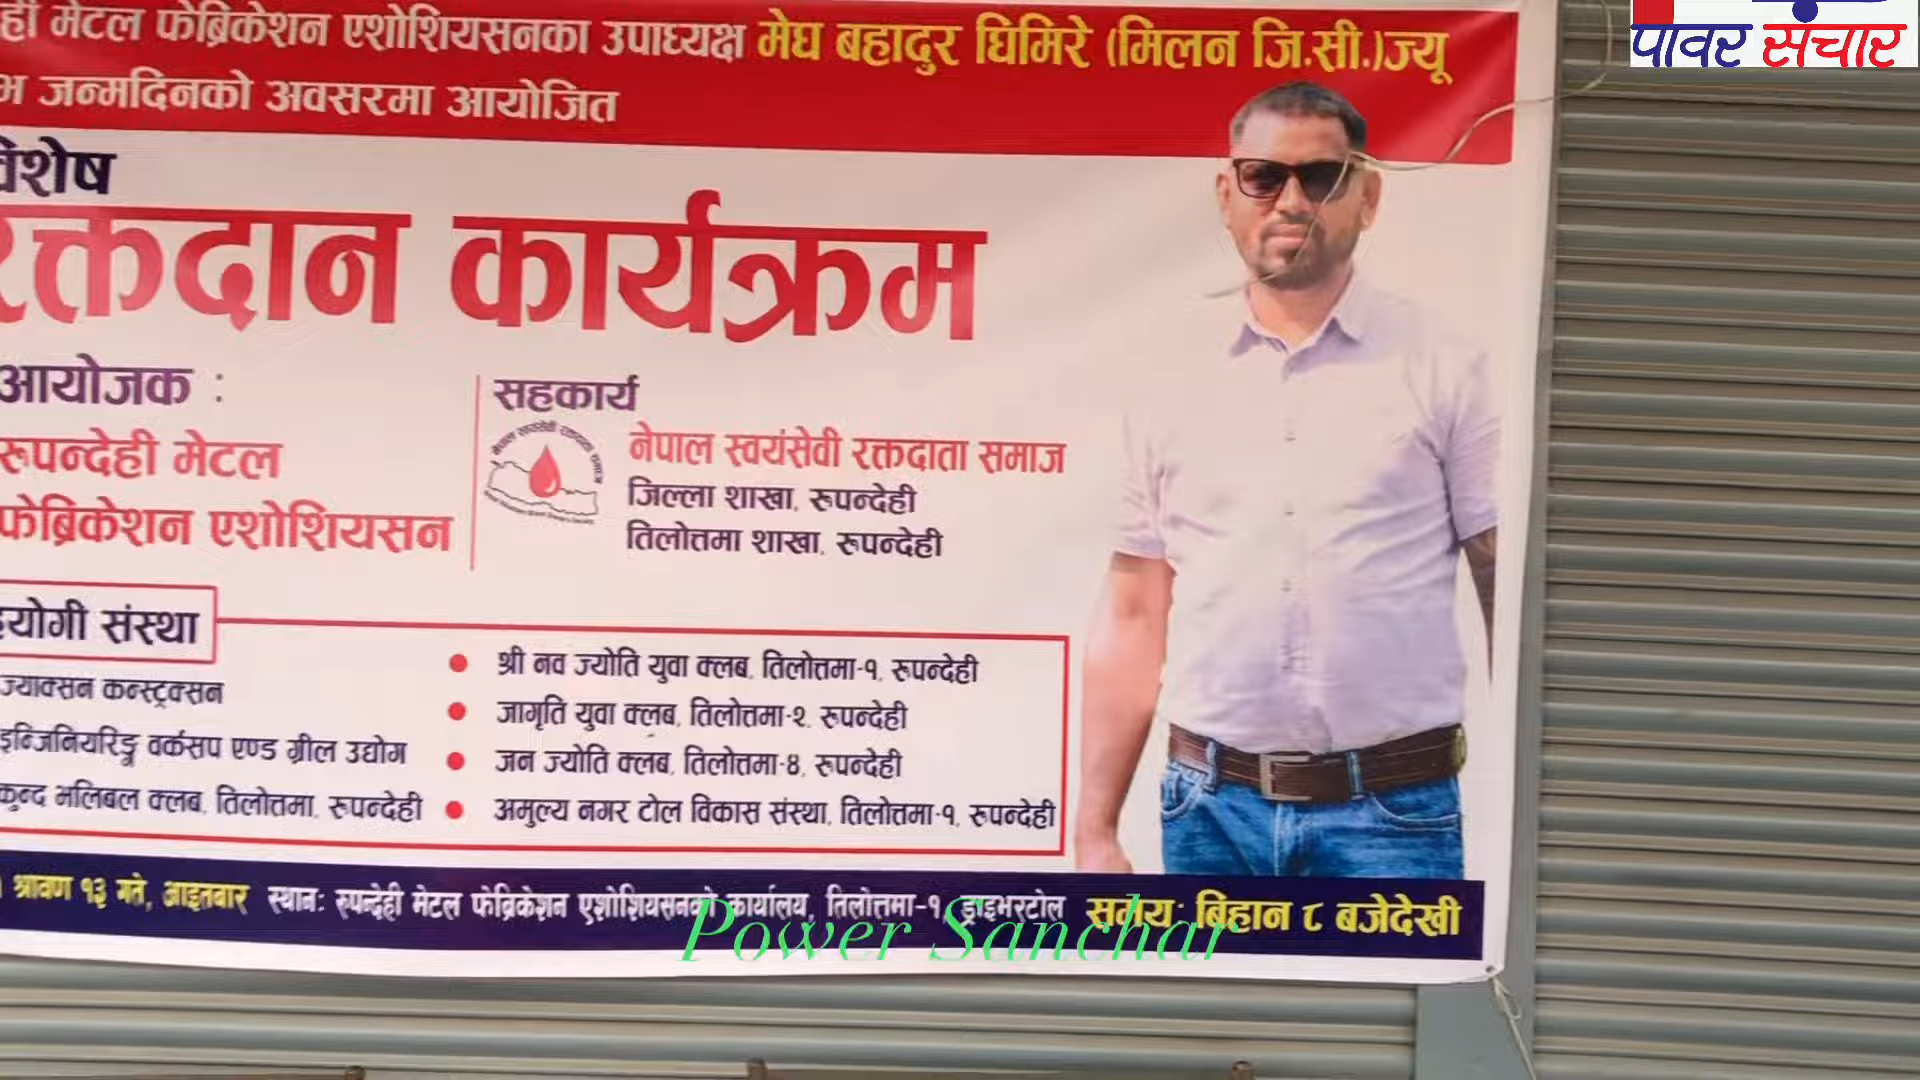 मेटल फेब्रिकेशन एशोशियसनका उपाध्यक्ष मेघ बहादुर घिमिरे (मिलन जि.सी.)ज्यू
जन्मदिनको अवसरमा आयोजित
पावर संचार
विशेष
रक्तदान कार्यक्रम
आयोजक :
रुपन्देही मेटल
फेब्रिकेशन एशोशियसन
सहकार्य
नेपाल स्वयंसेवी रक्तदाता समाज
जिल्ला शाखा, रुपन्देही
तिलोत्तमा शाखा, रुपन्देही
संस्था
ज्याक्सन कन्स्ट्रक्सन
इन्जिनियरिङ्ग वर्कसप एण्ड ग्रील उद्योग
कुन्द भलिबल क्लब, तिलोत्तमा, रुपन्देही
श्री नव ज्योति युवा क्लब, तिलोत्तमा-१, रुपन्देही
जागृति युवा क्लब, तिलोत्तमा-२, रुपन्देही
जन ज्योति क्लब, तिलोत्तमा-४, रुपन्देही
अमुल्य नगर टोल विकास संस्था, तिलोत्तमा-१, रुपन्देही
श्रावण १३ गते, आइतबार स्थान: रुपन्देही मेटल फेब्रिकेशन एशोशियसनको कार्यालय, तिलोत्तमा-१, ड्राइभरटोल समय: बिहान ८ बजेदेखी
Power Sanchar